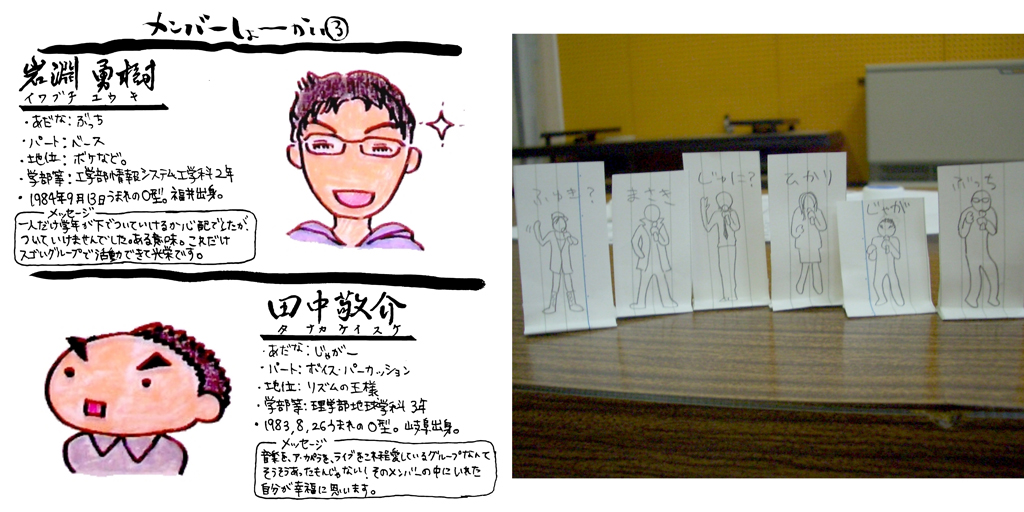 メンバーしょーかい③
岩淵 勇樹
イワブチ ユウキ
・あだな：ぶっち
・パート：ベース
・地位：ボケなど。
・学部等：工学部情報システム工学科2年
・1984年9月13日うまれのO型。福井出身。
メッセージ
一人だけ学年が下でついていけるか心配でしたが、
ついていけませんでした。ある意味。これだけ
スゴいグループで活動できて光栄です。
田中敬介
タナカケイスケ
・あだな：じゃがー
・パート：ボイス・パーカッション
・地位：リズムの王様
・学部等：理学部地球学科3年
・1983,8,26うまれのO型。岐阜出身。
メッセージ
音楽を、ア・カペラを、ライブをこれ程愛しているグループなんて
そうそうあったもんじゃない！そのメンバーの中にいれた
自分が幸福に思います。
ふゆき？
まさき
じゅに？
ひかり
じゃが
ぶっち